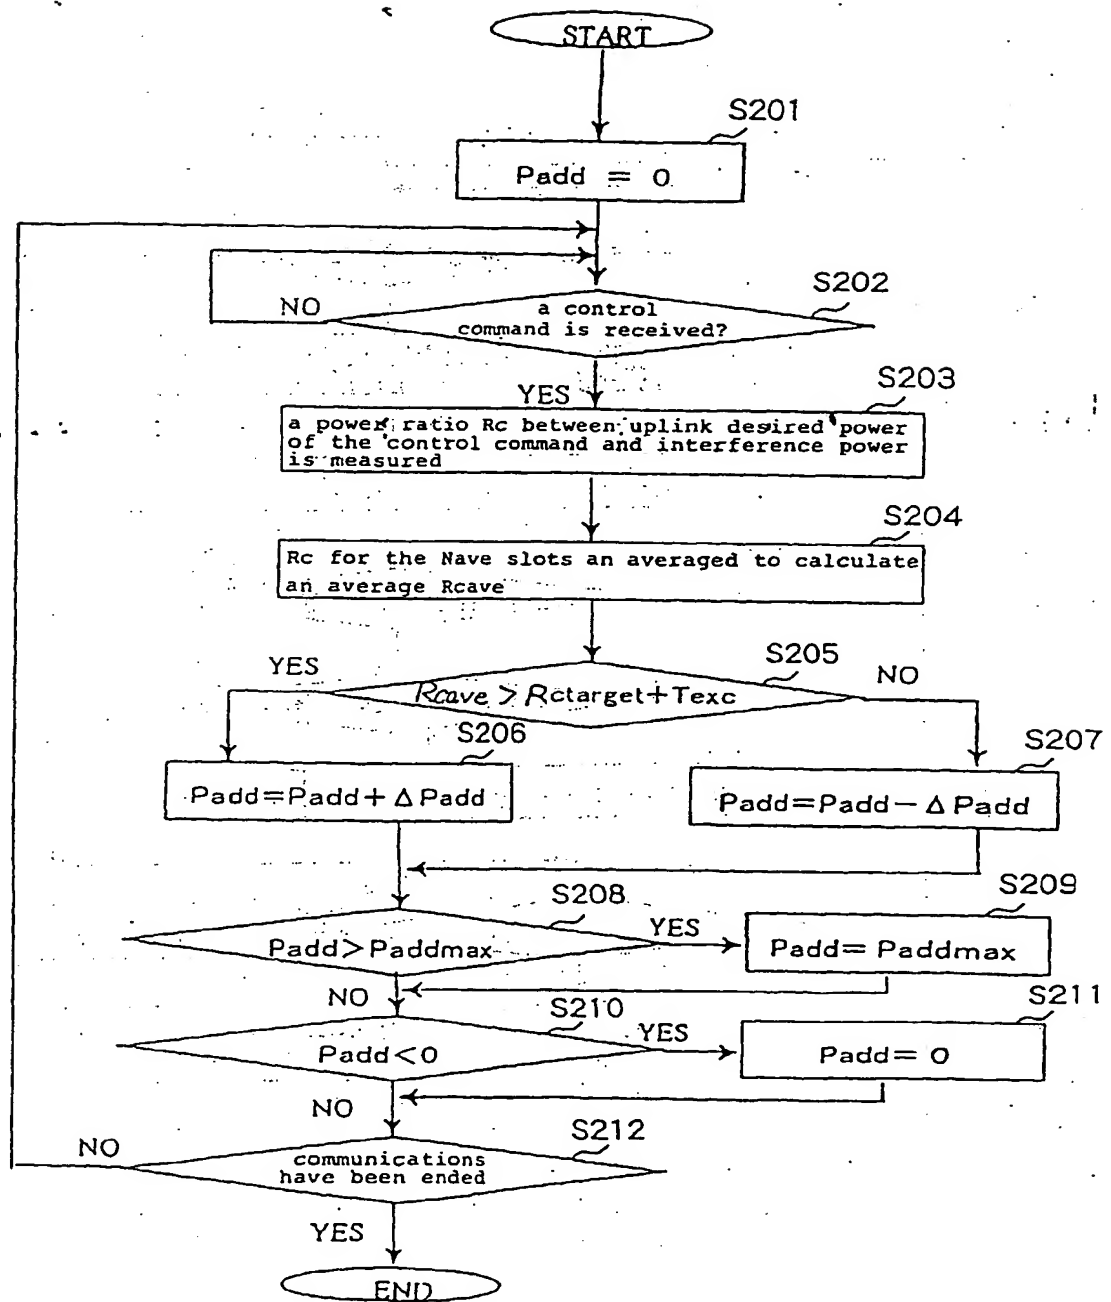 START
S201
Padd = 0
S202
NO
a control
command is received?
YES
S203
a power ratio Rc between uplink desired power
of the control command and interference power
is measured
S204
Rc for the Nave slots an averaged to calculate
an average Rcave
S205
YES
NO
Rcave > Rctarget+Texc
S206
S207
Padd=Padd+ Δ Padd
Padd=Padd− Δ Padd
S208
S209
Padd>Paddmax
YES
Padd= Paddmax
NO
S210
S211
YES
Padd<0
Padd= 0
NO
S212
NO
communications
have been ended
YES
END